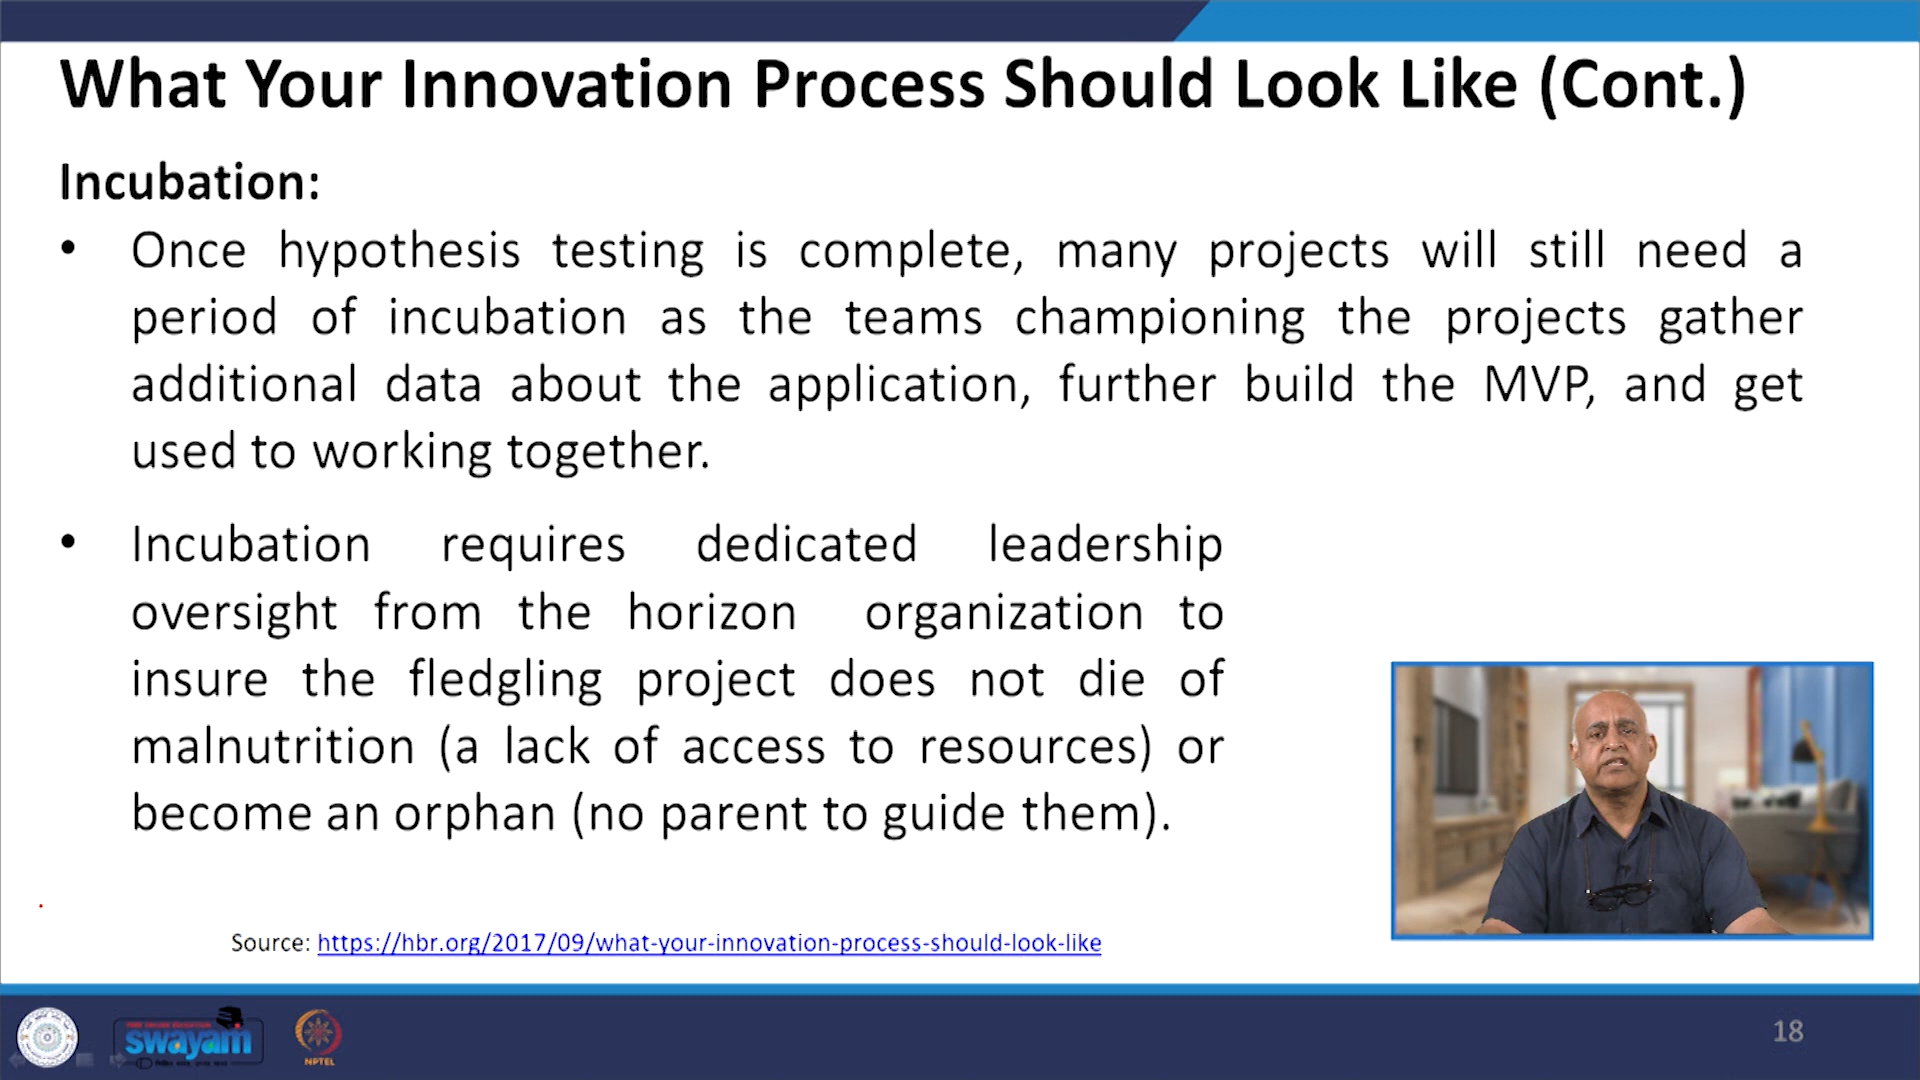 What Your Innovation Process Should Look Like (Cont.)
Incubation:
• Once hypothesis testing is complete, many projects will still need a
period of incubation as the teams championing the projects gather
additional data about the application, further build the MVP, and get
used to working together.
• Incubation requires dedicated leadership
oversight from the horizon organization to
insure the fledgling project does not die of
malnutrition (a lack of access to resources) or
become an orphan (no parent to guide them).
Source: https://hbr.org/2017/09/what-your-innovation-process-should-look-like
swayam
NPTEL
18